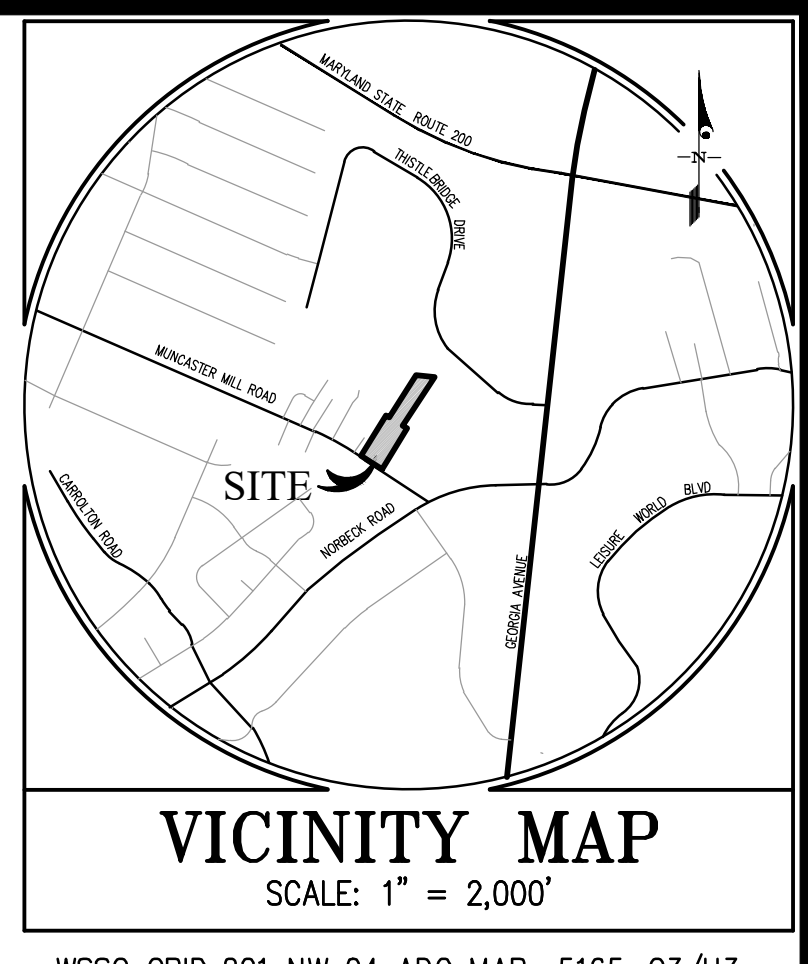 MARYLAND STATE ROUTE 200
-N-
THISTLEBRIDGE
DRIVE
MUNCASTER MILL ROAD
SITE
CARROLTON ROAD
NORBECK ROAD
GEORGIA AVENUE
LEISURE WORLD BLVD
VICINITY MAP
SCALE: 1" = 2,000'